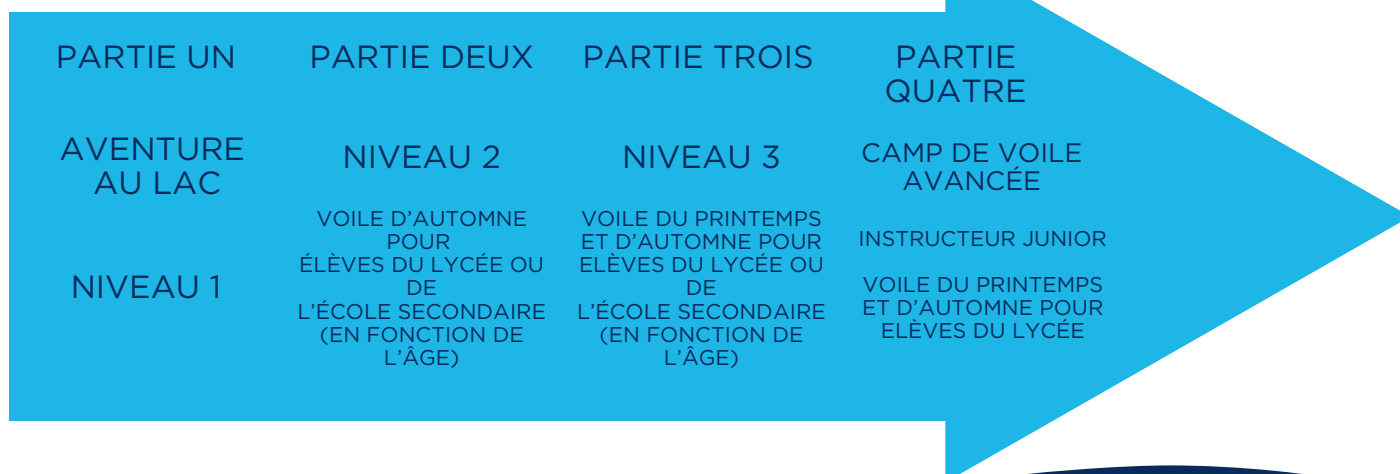 PARTIE UN
AVENTURE
AU LAC
NIVEAU 1
PARTIE DEUX
NIVEAU 2
VOILE D'AUTOMNE
POUR
ÉLÈVES DU LYCÉE OU
DE
L'ÉCOLE SECONDAIRE
(EN FONCTION DE
L'ÂGE)
PARTIE TROIS
NIVEAU 3
VOILE DU PRINTEMPS
ET D'AUTOMNE POUR
ELÈVES DU LYCÉE OU
DE
L'ÉCOLE SECONDAIRE
(EN FONCTION DE
L'ÂGE)
PARTIE
QUATRE
CAMP DE VOILE
AVANCÉE
INSTRUCTEUR JUNIOR
VOILE DU PRINTEMPS
ET D'AUTOMNE POUR
ELÈVES DU LYCÉE